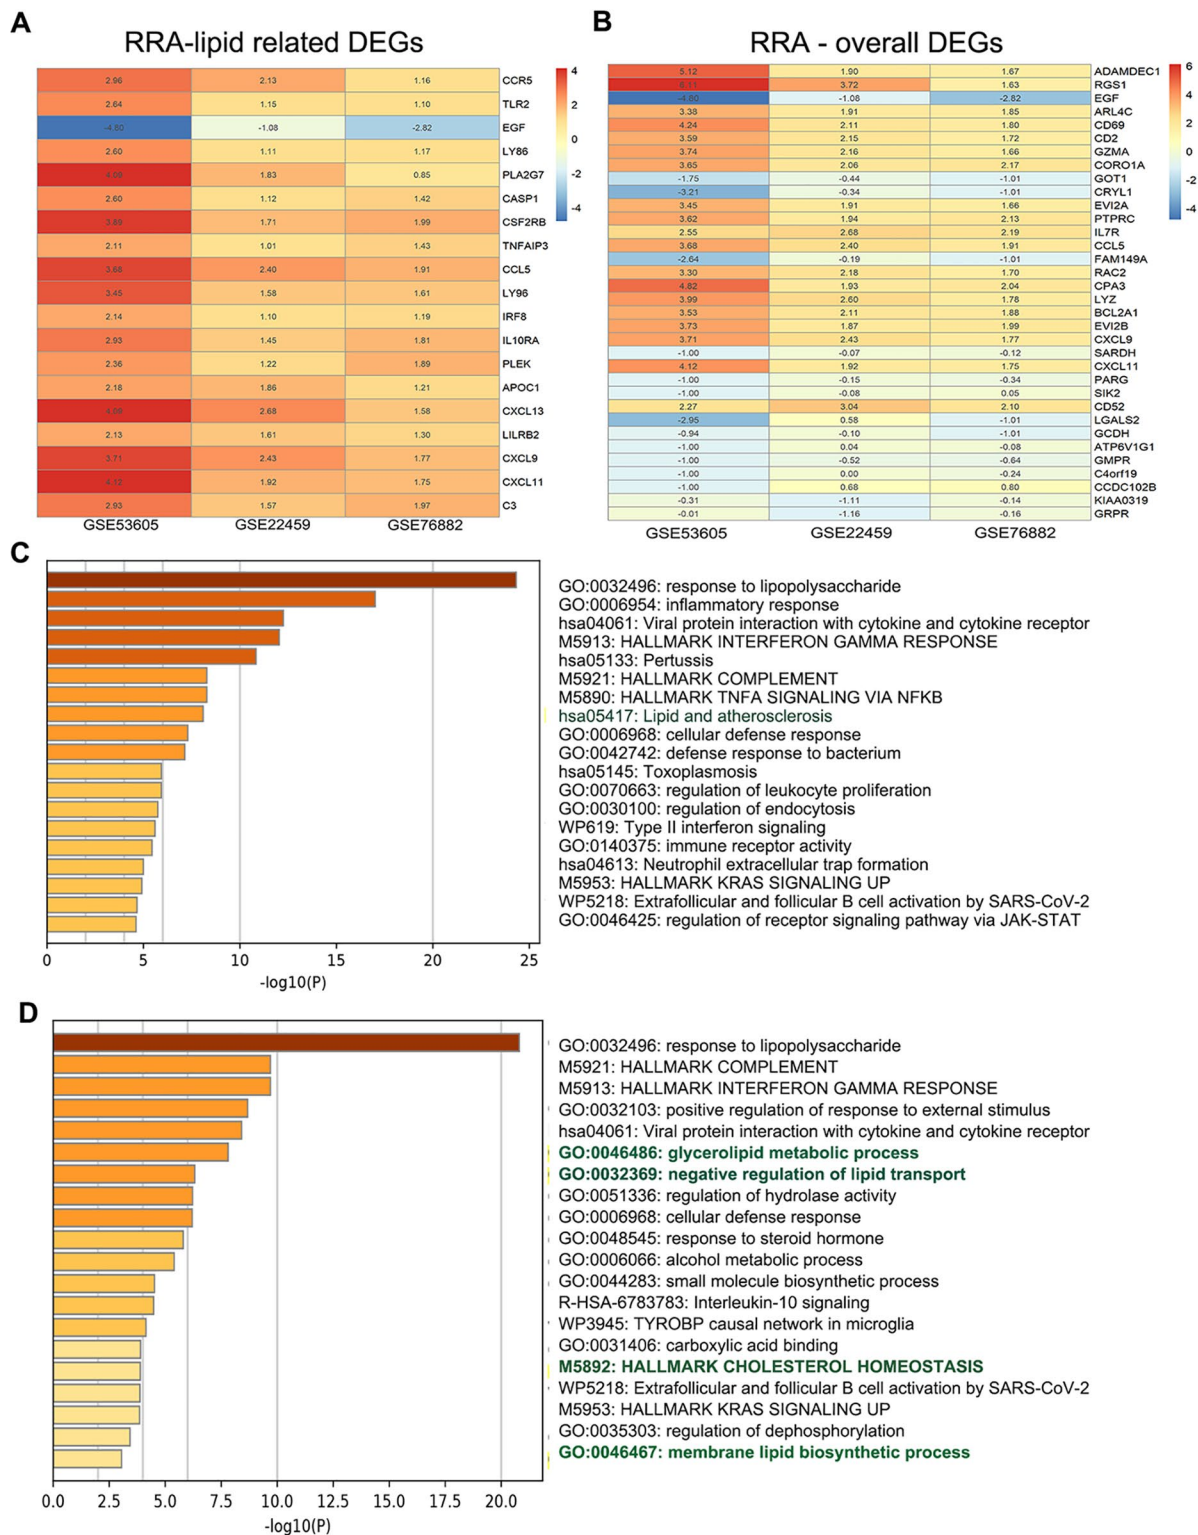 A
RRA-lipid related DEGs
2.96 2.13 1.16 CCR5
2.64 1.15 1.10 TLR2
-4.80 -1.08 -2.82 EGF
2.60 1.11 1.17 LY86
4.09 1.83 0.85 PLA2G7
2.60 1.12 1.42 CASP1
3.89 1.71 1.99 CSF2RB
2.11 1.01 1.43 TNFAIP3
3.68 2.40 1.91 CCL5
3.45 1.58 1.61 LY96
2.14 1.10 1.19 IRF8
2.93 1.45 1.81 IL10RA
2.36 1.22 1.89 PLEK
2.18 1.86 1.21 APOC1
2.68 1.58 CXCL13
2.13 1.61 1.30 LILRB2
3.71 2.43 1.77 CXCL9
4.12 1.92 1.75 CXCL11
2.93 1.57 1.97 C3
GSE53605 GSE22459 GSE76882
4
2
0
-2
-4
B
RRA - overall DEGs
5.12 1.90 1.67 ADAMDEC1
3.72 1.63 RGS1
-4.80 -1.08 -2.82 EGF
3.38 1.91 1.85 ARL4C
4.24 2.11 1.80 CD69
3.59 2.15 1.72 CD2
3.74 2.16 1.66 GZMA
3.65 2.06 2.17 CORO1A
-1.75 -0.44 -1.01 GOT1
-3.21 -0.34 -1.01 CRYL1
3.45 1.91 1.66 EVI2A
3.62 1.94 2.13 PTPRC
2.55 2.68 2.19 IL7R
3.68 2.40 1.91 CCL5
-2.64 -0.19 -1.01 FAM149A
3.30 2.18 1.70 RAC2
4.82 1.93 2.04 CPA3
3.99 2.60 1.78 LYZ
3.53 2.11 1.88 BCL2A1
3.73 1.87 1.99 EVI2B
3.71 2.43 1.77 CXCL9
-1.00 -0.07 -0.12 SARDH
4.12 1.92 1.75 CXCL11
-1.00 -0.15 -0.34 PARG
-1.00 -0.08 0.05 SIK2
2.27 3.04 2.10 CD52
-2.95 0.58 -1.01 LGALS2
-0.94 -0.10 -1.01 GCDH
-1.00 0.04 -0.08 ATP6V1G1
-1.00 -0.52 -0.64 GMPR
-1.00 0.00 -0.24 C4orf19
-1.00 0.68 0.80 CCDC102B
-0.31 -1.11 -0.14 KIAA0319
-0.01 -1.16 -0.16 GRPR
GSE53605 GSE22459 GSE76882
6
4
2
0
-2
-4
C
GO:0032496: response to lipopolysaccharide
GO:0006954: inflammatory response
hsa04061: Viral protein interaction with cytokine and cytokine receptor
M5913: HALLMARK INTERFERON GAMMA RESPONSE
hsa05133: Pertussis
M5921: HALLMARK COMPLEMENT
M5890: HALLMARK TNFA SIGNALING VIA NFKB
hsa05417: Lipid and atherosclerosis
GO:0006968: cellular defense response
GO:0042742: defense response to bacterium
hsa05145: Toxoplasmosis
GO:0070663: regulation of leukocyte proliferation
GO:0030100: regulation of endocytosis
WP619: Type II interferon signaling
GO:0140375: immune receptor activity
hsa04613: Neutrophil extracellular trap formation
M5953: HALLMARK KRAS SIGNALING UP
WP5218: Extrafollicular and follicular B cell activation by SARS-CoV-2
GO:0046425: regulation of receptor signaling pathway via JAK-STAT
0 5 10 15 20 25
-log10(P)
D
GO:0032496: response to lipopolysaccharide
M5921: HALLMARK COMPLEMENT
M5913: HALLMARK INTERFERON GAMMA RESPONSE
GO:0032103: positive regulation of response to external stimulus
hsa04061: Viral protein interaction with cytokine and cytokine receptor
GO:0046486: glycerolipid metabolic process
GO:0032369: negative regulation of lipid transport
GO:0051336: regulation of hydrolase activity
GO:0006968: cellular defense response
GO:0048545: response to steroid hormone
GO:0006066: alcohol metabolic process
GO:0044283: small molecule biosynthetic process
R-HSA-6783783: Interleukin-10 signaling
WP3945: TYROBP causal network in microglia
GO:0031406: carboxylic acid binding
M5892: HALLMARK CHOLESTEROL HOMEOSTASIS
WP5218: Extrafollicular and follicular B cell activation by SARS-CoV-2
M5953: HALLMARK KRAS SIGNALING UP
GO:0035303: regulation of dephosphorylation
GO:0046467: membrane lipid biosynthetic process
0.0 2.5 5.0 7.5 10.0 12.5 15.0 17.5 20.0
-log10(P)